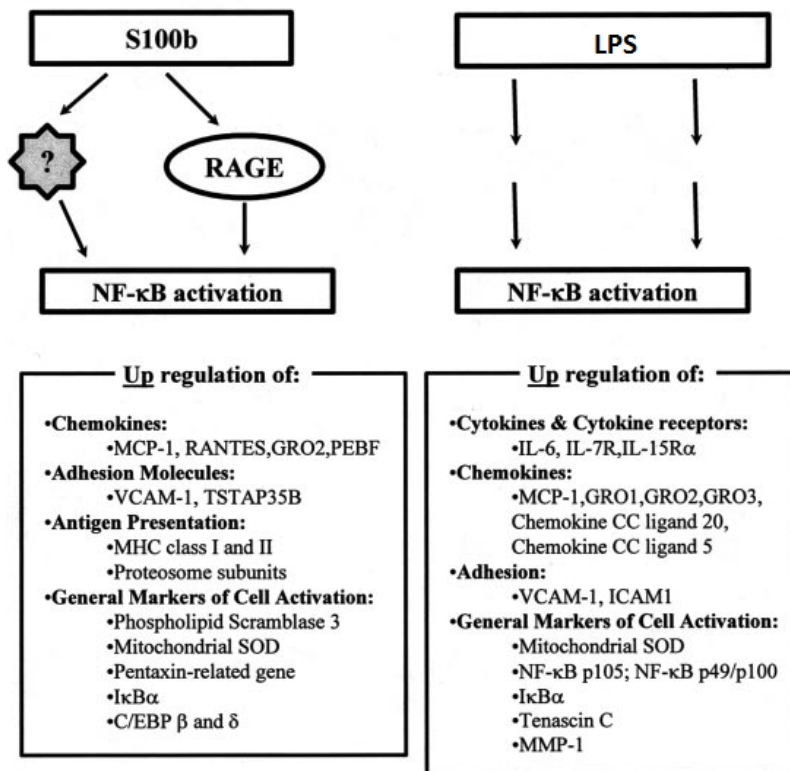 S100b
?
RAGE
NF-κB activation
Up regulation of:
•Chemokines:
•MCP-1, RANTES,GRO2,PEBF
•Adhesion Molecules:
•VCAM-1, TSTAP35B
•Antigen Presentation:
•MHC class I and II
•Proteosome subunits
•General Markers of Cell Activation:
•Phospholipid Scramblase 3
•Mitochondrial SOD
•Pentaxin-related gene
•IκBα
•C/EBP β and δ
LPS
NF-κB activation
Up regulation of:
•Cytokines & Cytokine receptors:
•IL-6, IL-7R,IL-15Rα
•Chemokines:
•MCP-1,GRO1,GRO2,GRO3,
Chemokine CC ligand 20,
Chemokine CC ligand 5
•Adhesion:
•VCAM-1, ICAM1
•General Markers of Cell Activation:
•Mitochondrial SOD
•NF-κB p105; NF-κB p49/p100
•IκBα
•Tenascin C
•MMP-1